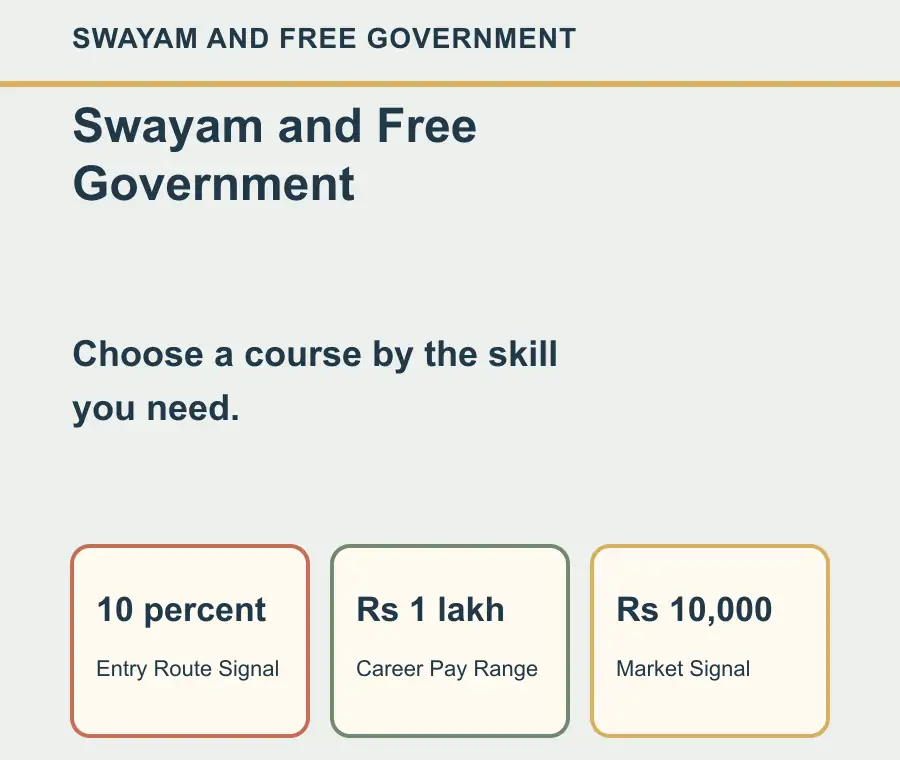 SWAYAM AND FREE GOVERNMENT
Swayam and Free
Government
Choose a course by the skill
you need.
10 percent
Entry Route Signal
Rs 1 lakh
Career Pay Range
Rs 10,000
Market Signal